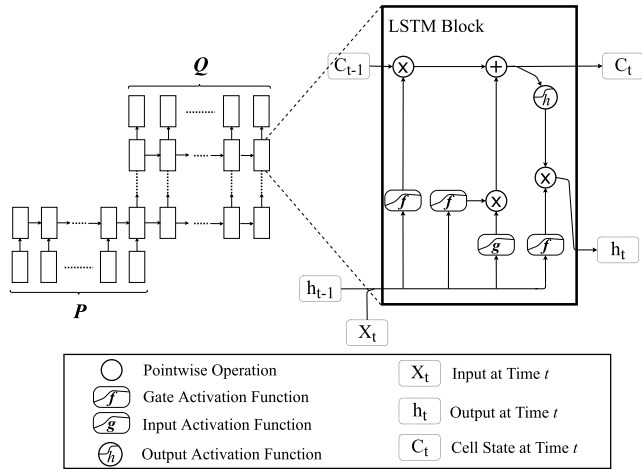 LSTM Block
Q
C_{t-1}
X
+
C_t
h
X
f
f
X
g
f
h_t
h_{t-1}
X_t
P
Pointwise Operation
f Gate Activation Function
g Input Activation Function
h Output Activation Function
X_t Input at Time t
h_t Output at Time t
C_t Cell State at Time t